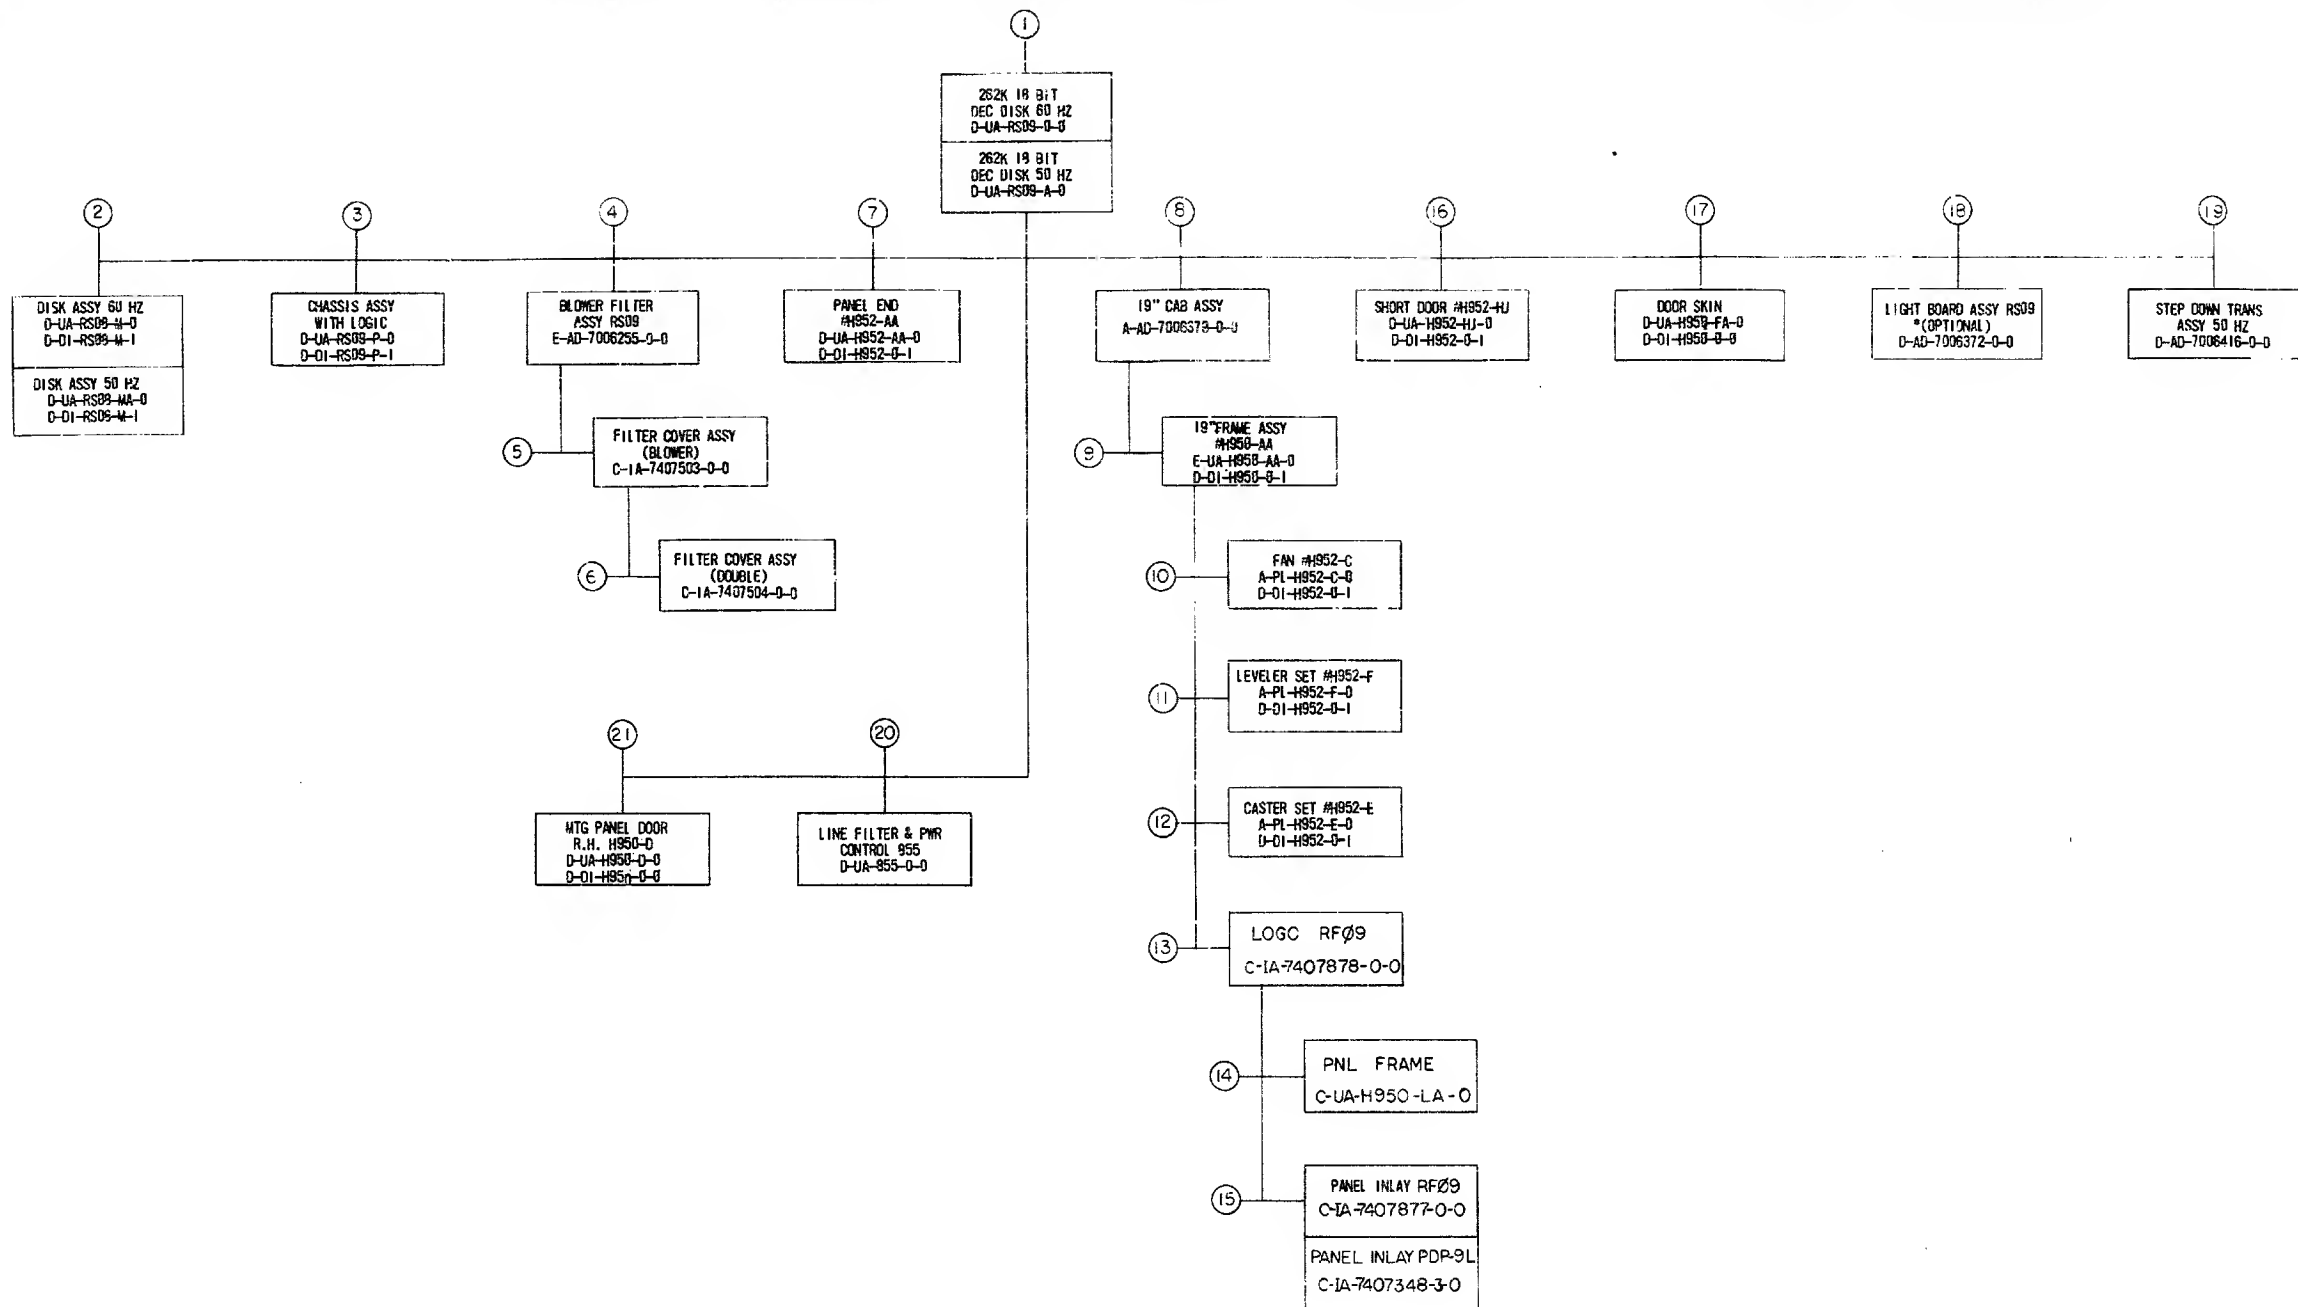 1
262K 18 BIT
DEC DISK 60 HZ
D-UA-RS09-0-0
262K 18 BIT
DEC DISK 50 HZ
D-UA-RS09-A-0
2
3
4
7
8
16
17
18
19
DISK ASSY 60 HZ
D-UA-RS09-M-0
D-DI-RS09-M-1
DISK ASSY 50 HZ
D-UA-RS09-MA-0
D-DI-RS09-M-1
CHASSIS ASSY
WITH LOGIC
D-UA-RS09-P-0
D-DI-RS09-P-1
BLOWER FILTER
ASSY RS09
E-AD-7006255-0-0
PANEL END
#H952-AA
D-UA-H952-AA-0
D-DI-H952-0-1
19" CAB ASSY
A-AD-7006373-0-0
SHORT DOOR #H952-HJ
D-UA-H952-HJ-0
D-DI-H952-0-1
DOOR SKIN
D-UA-H950-FA-0
D-DI-H950-0-0
LIGHT BOARD ASSY RS09
*(OPTIONAL)
D-AD-7006372-0-0
STEP DOWN TRANS
ASSY 50 HZ
D-AD-7006416-0-0
5
FILTER COVER ASSY
(BLOWER)
C-IA-7407503-0-0
6
FILTER COVER ASSY
(DOUBLE)
C-IA-7407504-0-0
9
19" FRAME ASSY
#H950-AA
E-UA-H950-AA-0
D-DI-H950-0-1
10
FAN #H952-C
A-PL-H952-C-0
D-DI-H952-0-1
11
LEVELER SET #H952-F
A-PL-H952-F-0
D-DI-H952-0-1
12
CASTER SET #H952-E
A-PL-H952-E-0
D-DI-H952-0-1
21
20
MTG PANEL DOOR
R.H. H950-D
D-UA-H950-D-0
D-DI-H950-0-0
LINE FILTER & PWR
CONTROL 855
D-UA-855-0-0
13
LOGC RFØ9
C-IA-7407878-0-0
14
PNL FRAME
C-UA-H950-LA-0
15
PANEL INLAY RFØ9
C-IA-7407877-0-0
PANEL INLAY PDP-9L
C-IA-7407348-3-0